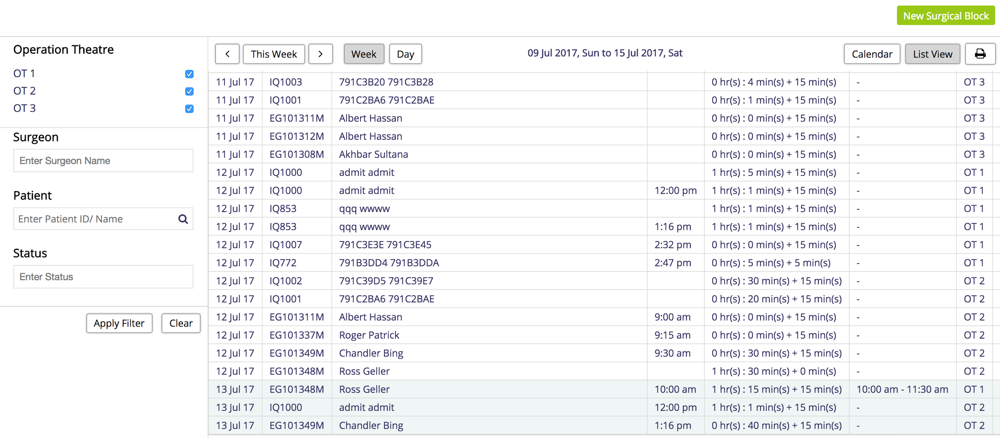 New Surgical Block
Operation Theatre
OT 1
OT 2
OT 3
Surgeon
Enter Surgeon Name
Patient
Enter Patient ID/ Name
Status
Enter Status
Apply Filter Clear
< This Week > Week Day 09 Jul 2017, Sun to 15 Jul 2017, Sat Calendar List View
11 Jul 17 IQ1003 791C3B20 791C3B28 0 hr(s) : 4 min(s) + 15 min(s) - OT 3
11 Jul 17 IQ1001 791C2BA6 791C2BAE 0 hr(s) : 1 min(s) + 15 min(s) - OT 3
11 Jul 17 EG101311M Albert Hassan 0 hr(s) : 0 min(s) + 15 min(s) - OT 3
11 Jul 17 EG101312M Albert Hassan 0 hr(s) : 0 min(s) + 15 min(s) - OT 3
11 Jul 17 EG101308M Akhbar Sultana 0 hr(s) : 0 min(s) + 15 min(s) - OT 3
12 Jul 17 IQ1000 admit admit 1 hr(s) : 5 min(s) + 15 min(s) - OT 1
12 Jul 17 IQ1000 admit admit 12:00 pm 1 hr(s) : 1 min(s) + 15 min(s) - OT 1
12 Jul 17 IQ853 qqq wwww 1 hr(s) : 1 min(s) + 15 min(s) - OT 1
12 Jul 17 IQ853 qqq wwww 1:16 pm 1 hr(s) : 1 min(s) + 15 min(s) - OT 1
12 Jul 17 IQ1007 791C3E3E 791C3E45 2:32 pm 0 hr(s) : 0 min(s) + 15 min(s) - OT 1
12 Jul 17 IQ772 791B3DD4 791B3DDA 2:47 pm 0 hr(s) : 5 min(s) + 5 min(s) - OT 1
12 Jul 17 IQ1002 791C39D5 791C39E7 0 hr(s) : 30 min(s) + 15 min(s) - OT 2
12 Jul 17 IQ1001 791C2BA6 791C2BAE 0 hr(s) : 20 min(s) + 15 min(s) - OT 2
12 Jul 17 EG101311M Albert Hassan 9:00 am 0 hr(s) : 0 min(s) + 15 min(s) - OT 2
12 Jul 17 EG101337M Roger Patrick 9:15 am 0 hr(s) : 0 min(s) + 15 min(s) - OT 2
12 Jul 17 EG101349M Chandler Bing 9:30 am 0 hr(s) : 30 min(s) + 15 min(s) - OT 2
12 Jul 17 EG101348M Ross Geller 1 hr(s) : 30 min(s) + 0 min(s) - OT 2
13 Jul 17 EG101348M Ross Geller 10:00 am 1 hr(s) : 15 min(s) + 15 min(s) 10:00 am - 11:30 am OT 1
13 Jul 17 IQ1000 admit admit 12:00 pm 1 hr(s) : 1 min(s) + 15 min(s) - OT 2
13 Jul 17 EG101349M Chandler Bing 1:16 pm 0 hr(s) : 40 min(s) + 15 min(s) - OT 2